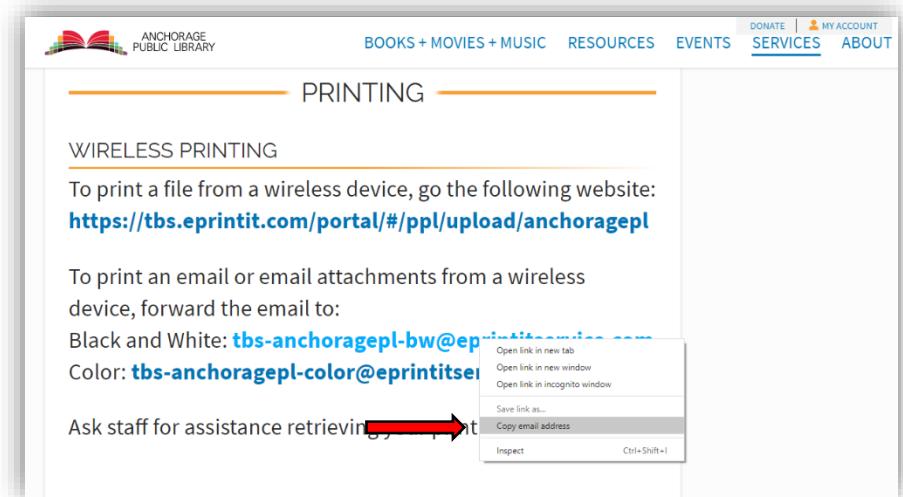 DONATE MY ACCOUNT
ANCHORAGE
PUBLIC LIBRARY
BOOKS + MOVIES + MUSIC RESOURCES EVENTS SERVICES ABOUT
PRINTING
WIRELESS PRINTING
To print a file from a wireless device, go the following website:
https://tbs.eprintit.com/portal/#/ppl/upload/anchoragepl
To print an email or email attachments from a wireless
device, forward the email to:
Black and White: tbs-anchoragepl-bw@eprintitservice.com
Color: tbs-anchoragepl-color@eprintitser
Ask staff for assistance retrieving
Open link in new tab
Open link in new window
Open link in incognito window
Save link as...
Copy email address
Inspect Ctrl+Shift+I